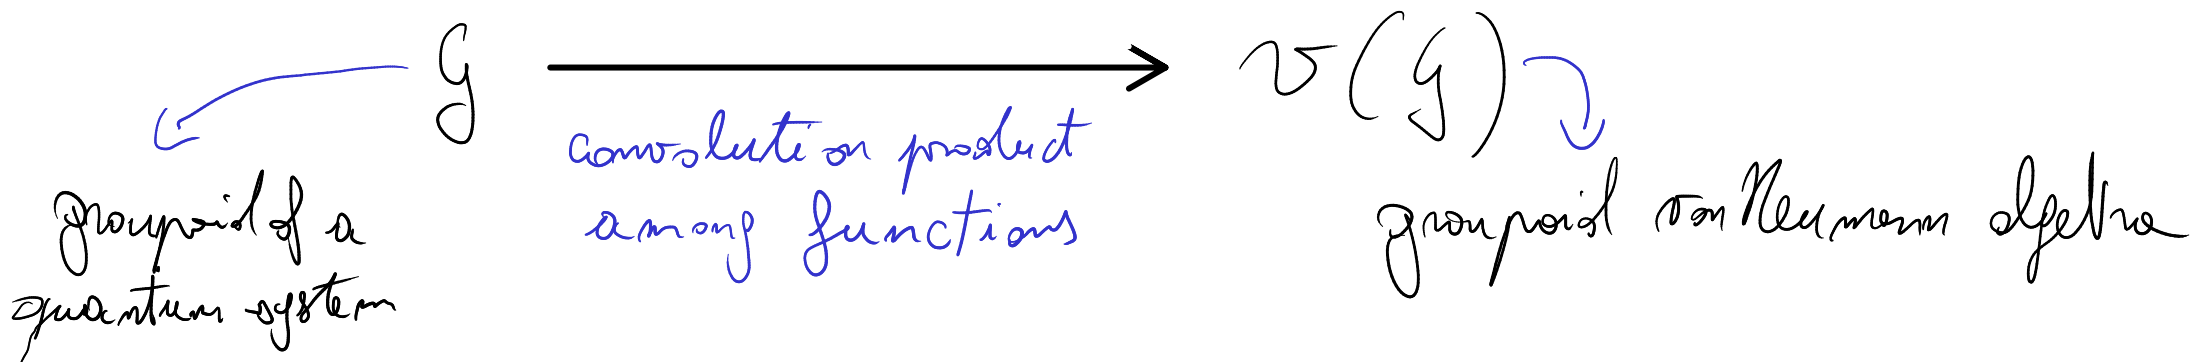 G
ν(G)
convolution product
among functions
groupoid of a
quantum system
groupoid von Neumann algebra